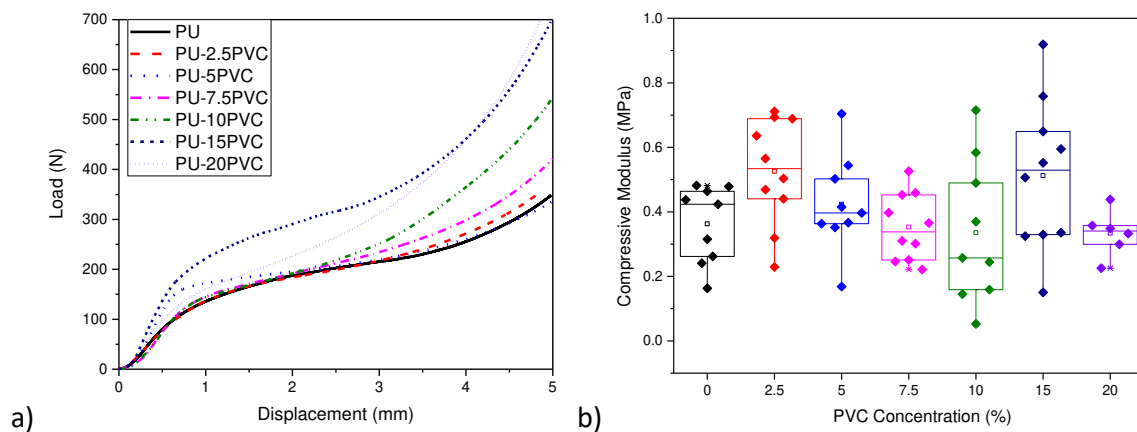 700
600
500
400
300
200
100
0
Load (N)
PU
PU-2.5PVC
PU-5PVC
PU-7.5PVC
PU-10PVC
PU-15PVC
PU-20PVC
0 1 2 3 4 5
Displacement (mm)
a)
1.0
0.8
0.6
0.4
0.2
0.0
Compressive Modulus (MPa)
0 2.5 5 7.5 10 15 20
PVC Concentration (%)
b)